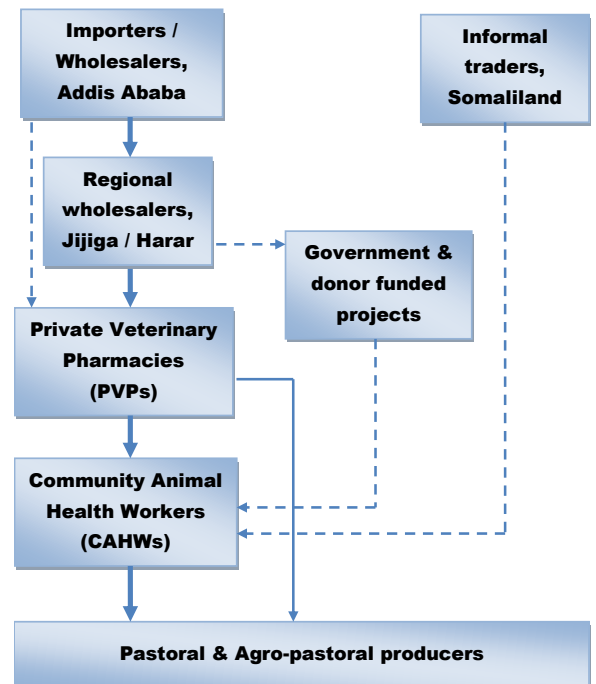 Importers /
Wholesalers,
Addis Ababa
Informal
traders,
Somaliland
Regional
wholesalers,
Jijiga / Harar
Government &
donor funded
projects
Private Veterinary
Pharmacies
(PVPs)
Community Animal
Health Workers
(CAHWs)
Pastoral & Agro-pastoral producers